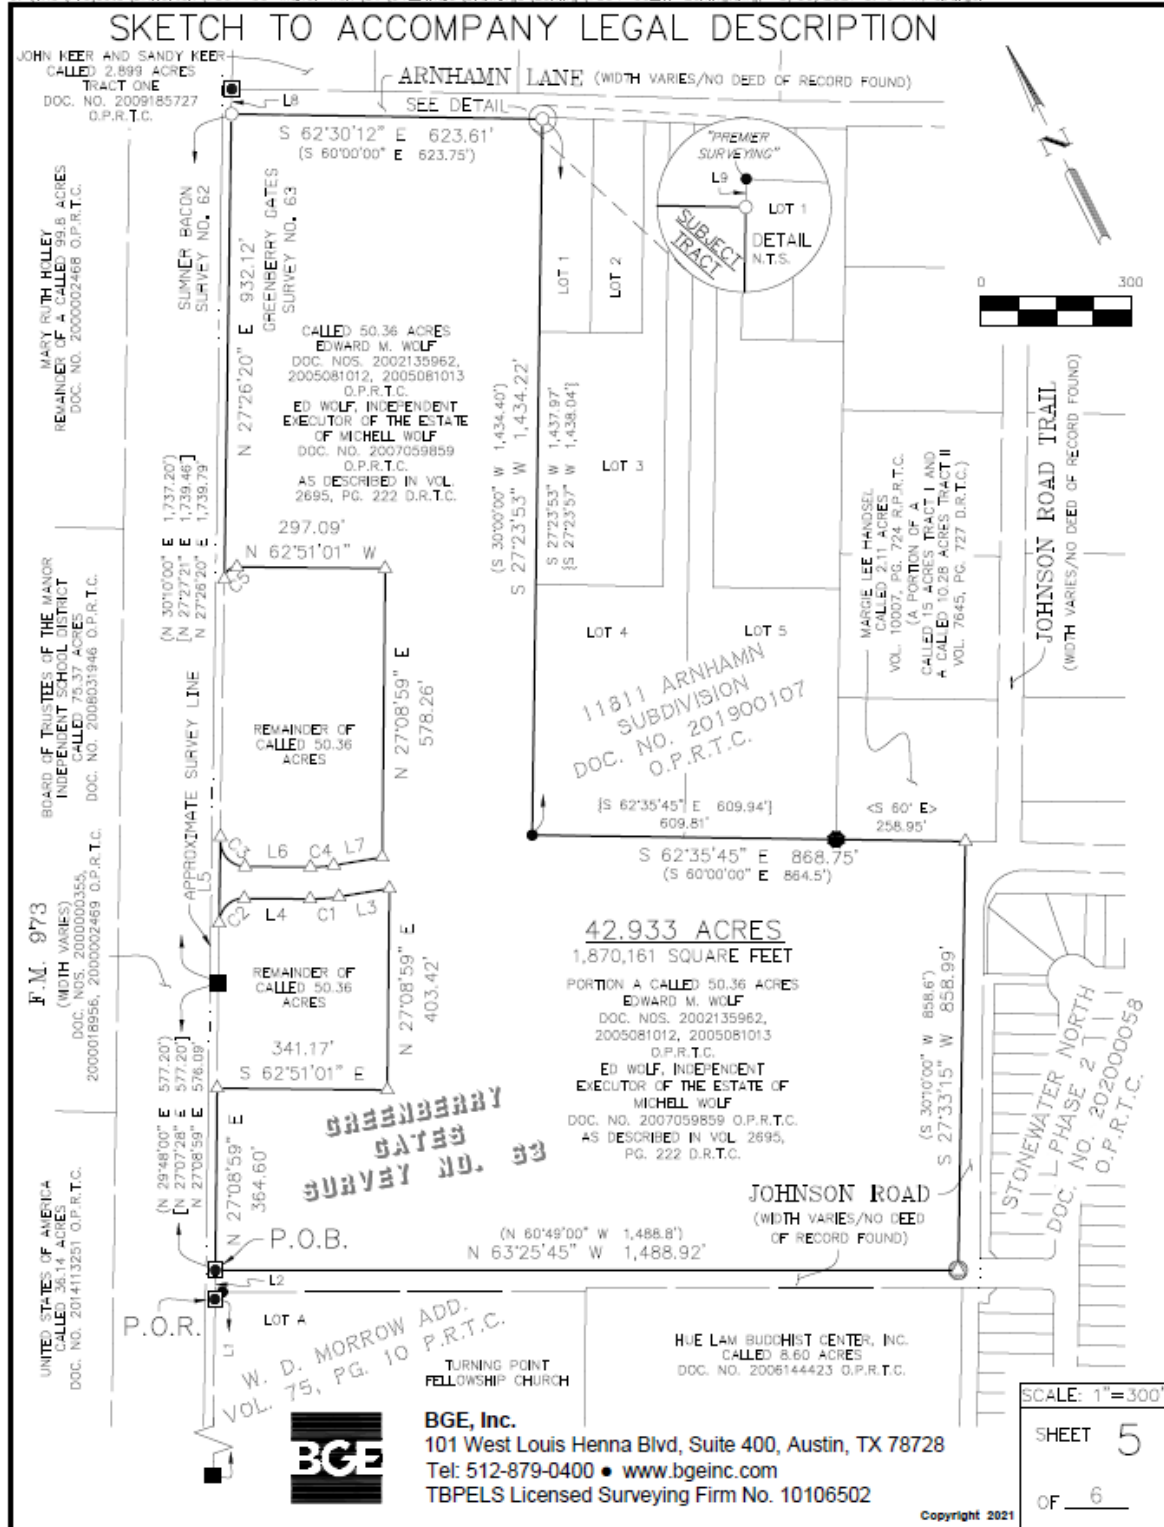 SKETCH TO ACCOMPANY LEGAL DESCRIPTION
JOHN KEER AND SANDY KEER
CALLED 2.899 ACRES
TRACT ONE
DOC. NO. 2009185727
O.P.R.T.C.
ARNHAMN LANE (WIDTH VARIES/NO DEED OF RECORD FOUND)
SEE DETAIL
L8
S 62°30'12" E 623.61'
(S 60°00'00" E 623.75')
"PREMIER
SURVEYING"
L9
LOT 1
SUBJECT
TRACT
DETAIL
N.T.S.
N
0 300
MARY RUTH HOLLEY
REMAINDER OF A CALLED 99.8 ACRES
DOC. NO. 2000002468 O.P.R.T.C.
SUMNER BACON
SURVEY NO. 62
GREENBERRY GATES
SURVEY NO. 63
N 27°26'20" E 932.12'
LOT 1
LOT 2
CALLED 50.36 ACRES
EDWARD M. WOLF
DOC. NOS. 2002135962,
2005081012, 2005081013
O.P.R.T.C.
ED WOLF, INDEPENDENT
EXECUTOR OF THE ESTATE
OF MICHELL WOLF
DOC. NO. 2007059859
O.P.R.T.C.
AS DESCRIBED IN VOL.
2695, PG. 222 D.R.T.C.
(S 30°00'00" W 1,434.40')
S 27°23'53" W 1,434.22'
S 27°23'53" W 1,437.97'
{S 27°23'57" W 1,438.04'}
LOT 3
JOHNSON ROAD TRAIL
(WIDTH VARIES/NO DEED OF RECORD FOUND)
MARGIE LEE HANDSEL
CALLED 2.11 ACRES
VOL. 10007, PG. 724 R.P.R.T.C.
(A PORTION OF A
CALLED 15 ACRES TRACT I AND
A CALLED 10.28 ACRES TRACT II
VOL. 7645, PG. 727 D.R.T.C.)
(N 30°10'00" E 1,737.20')
[N 27°27'21" E 1,739.46']
N 27°26'20" E 1,739.79'
297.09'
N 62°51'01" W
C5
BOARD OF TRUSTEES OF THE MANOR
INDEPENDENT SCHOOL DISTRICT
CALLED 75.37 ACRES
DOC. NO. 2008031946 O.P.R.T.C.
APPROXIMATE SURVEY LINE
REMAINDER OF
CALLED 50.36
ACRES
N 27°08'59" E
578.26'
LOT 4
LOT 5
11811 ARNHAMN
SUBDIVISION
DOC. NO. 201900107
O.P.R.T.C.
{S 62°35'45" E 609.94'}
609.81'
<S 60° E>
258.95'
S 62°35'45" E 868.75'
(S 60°00'00" E 864.5')
C3
L6
C4
L7
L5
C2
L4
C1
L3
F.M. 973
(WIDTH VARIES)
DOC. NOS. 2000000355,
2000018956, 2000002469 O.P.R.T.C.
REMAINDER OF
CALLED 50.36
ACRES
N 27°08'59" E
403.42'
42.933 ACRES
1,870,161 SQUARE FEET
PORTION A CALLED 50.36 ACRES
EDWARD M. WOLF
DOC. NOS. 2002135962,
2005081012, 2005081013
O.P.R.T.C.
ED WOLF, INDEPENDENT
EXECUTOR OF THE ESTATE OF
MICHELL WOLF
DOC. NO. 2007059859 O.P.R.T.C.
AS DESCRIBED IN VOL. 2695,
PG. 222 D.R.T.C.
(S 30°10'00" W 858.6')
S 27°33'15" W 858.99'
STONEWATER NORTH
PHASE 2
DOC. NO. 202000058
O.P.R.T.C.
341.17'
S 62°51'01" E
(N 29°48'00" E 577.20')
[N 27°07'28" E 577.20']
N 27°08'59" E 576.09'
N 27°08'59" E
364.60'
GREENBERRY
GATES
SURVEY NO. 63
JOHNSON ROAD
(WIDTH VARIES/NO DEED
OF RECORD FOUND)
(N 60°49'00" W 1,488.8')
N 63°25'45" W 1,488.92'
P.O.B.
L2
P.O.R.
L1
LOT A
UNITED STATES OF AMERICA
CALLED 36.14 ACRES
DOC. NO. 2014113251 O.P.R.T.C.
W. D. MORROW ADD.
VOL. 75, PG. 10 P.R.T.C.
TURNING POINT
FELLOWSHIP CHURCH
HUE LAM BUDDHIST CENTER, INC.
CALLED 8.60 ACRES
DOC. NO. 2006144423 O.P.R.T.C.
BGE
BGE, Inc.
101 West Louis Henna Blvd, Suite 400, Austin, TX 78728
Tel: 512-879-0400 ● www.bgeinc.com
TBPELS Licensed Surveying Firm No. 10106502
Copyright 2021
SCALE: 1"=300'
SHEET 5
OF 6